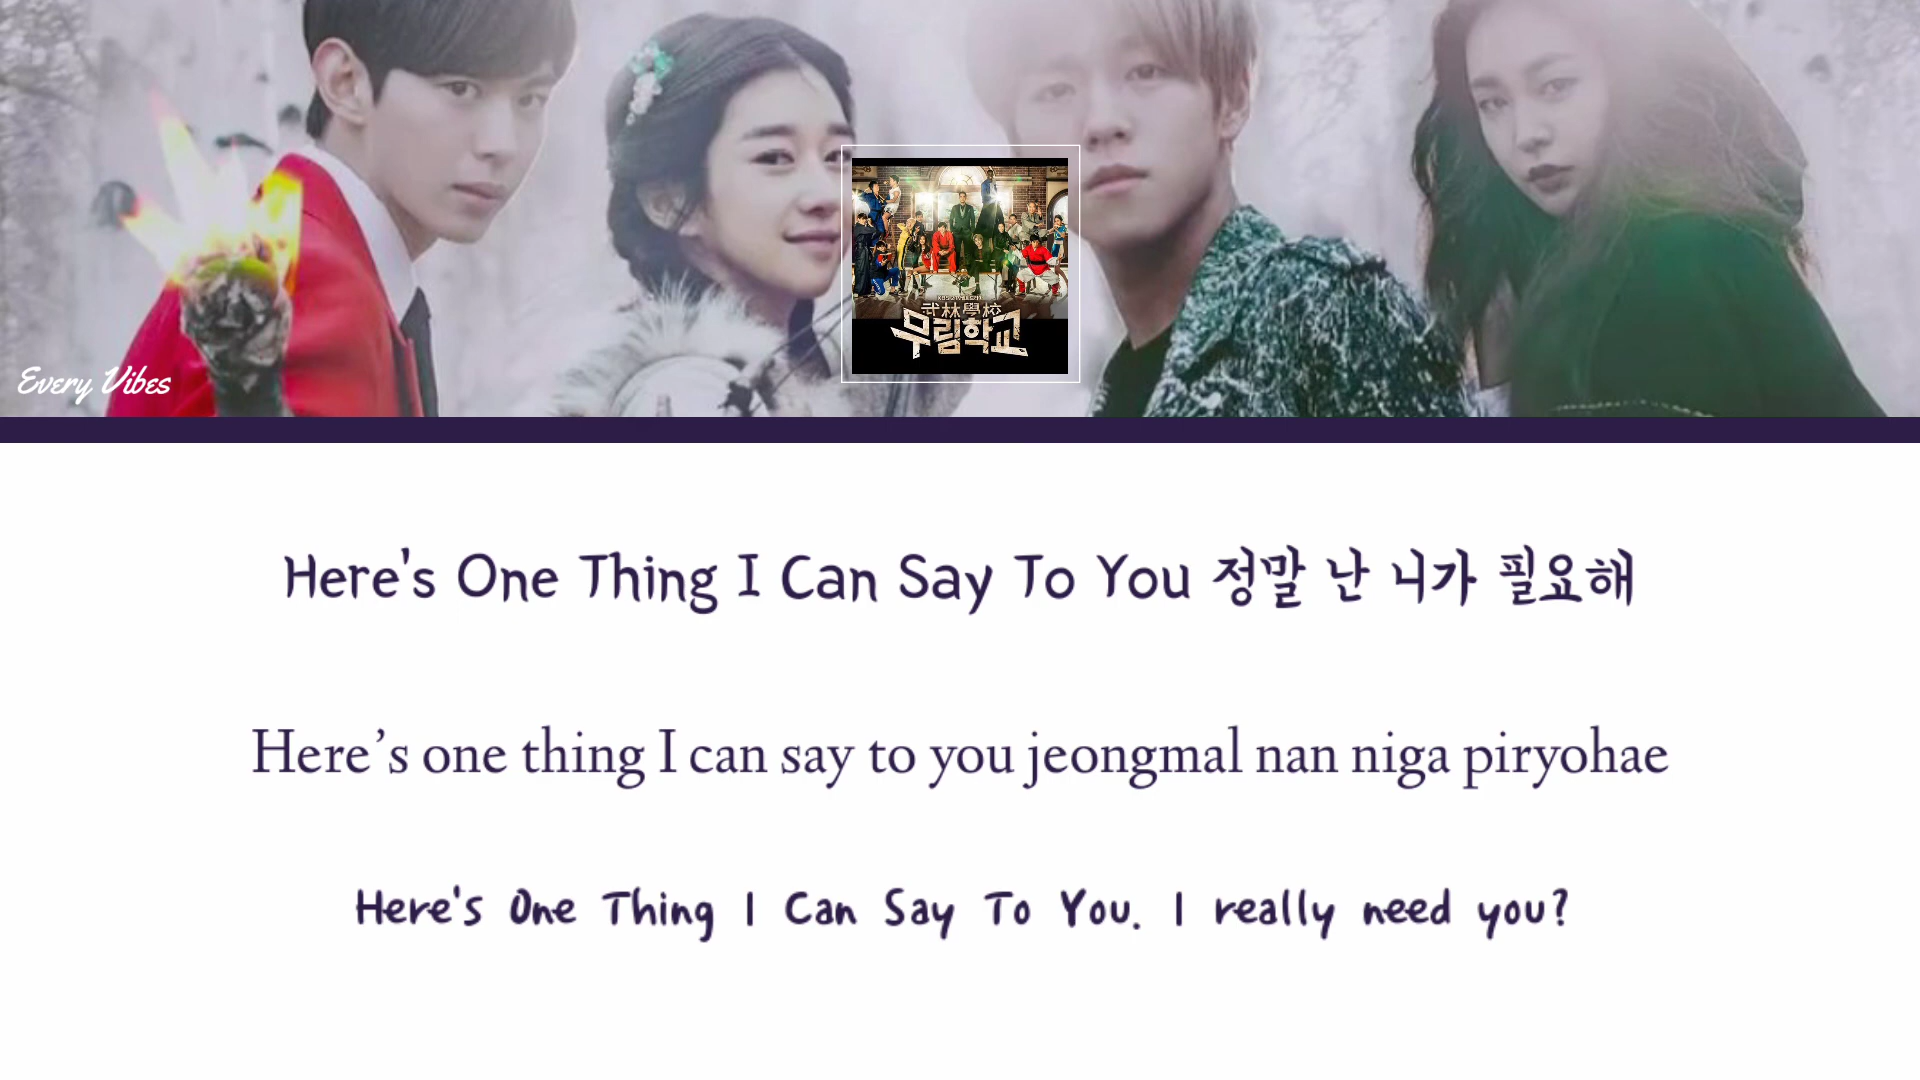 武林學校
무림학교
Every Vibes
Here's One Thing I Can Say To You 정말 난 니가 필요해
Here’s one thing I can say to you jeongmal nan niga piryohae
Here's One Thing I Can Say To You. I really need you?